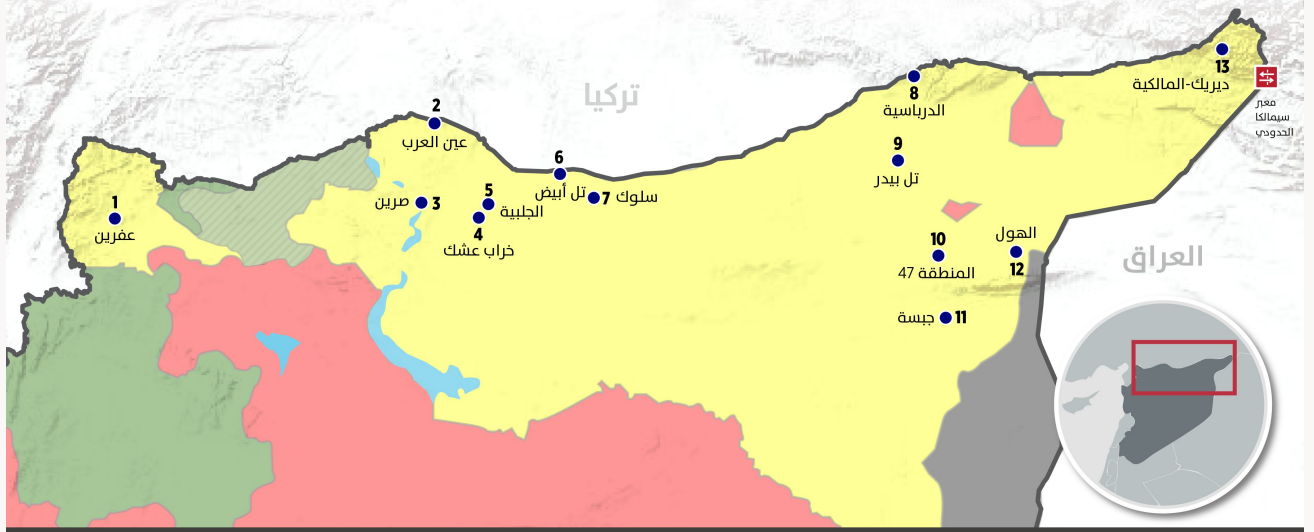 تركيا
العراق
1
عفرين
2
عين العرب
صرين 3
4
خراب عشك
5
الجلبية
6
تل أبيض
7 سلوك
8
الدرباسية
9
تل بيدر
10
المنطقة 47
جبسة 11
الهول
12
13
ديريك-المالكية
معبر
سيمالكا
الحدودي